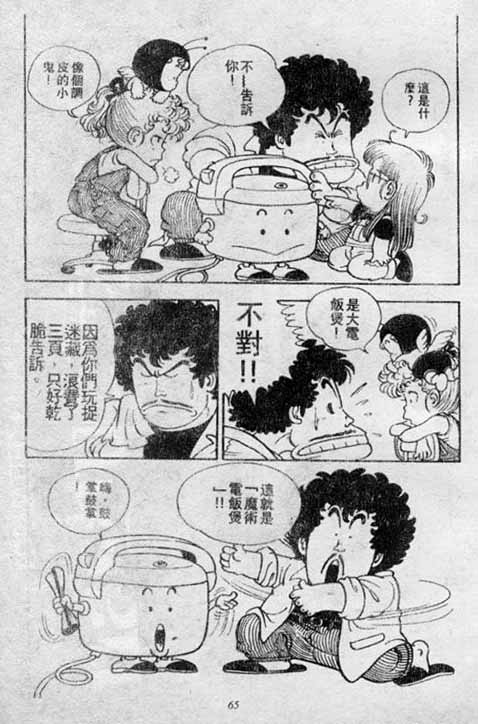 這是什
麼？
不─告訴
你！
像個調
皮的小
鬼！
是大電
飯煲！
不對!!
因為你們玩捉
迷藏，浪費了
三頁，只好乾
脆告訴。
這就是
「魔術
電飯煲
」!!
嗨，鼓
掌鼓掌
！
65